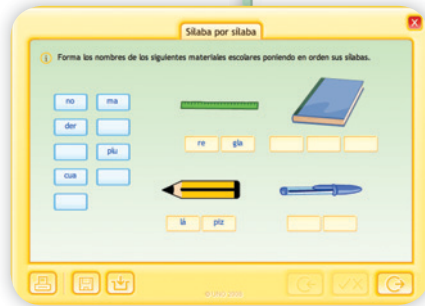 Sílaba por sílaba
i Forma los nombres de los siguientes materiales escolares poniendo en orden sus sílabas.
no ma
der
plu
cua
re gla
lá piz